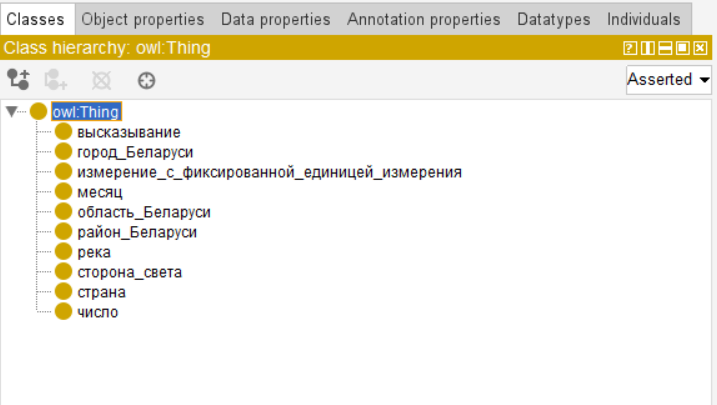 Classes Object properties Data properties Annotation properties Datatypes Individuals
Class hierarchy: owl:Thing
Asserted
owl:Thing
высказывание
город_Беларуси
измерение_с_фиксированной_единицей_измерения
месяц
область_Беларуси
район_Беларуси
река
сторона_света
страна
число